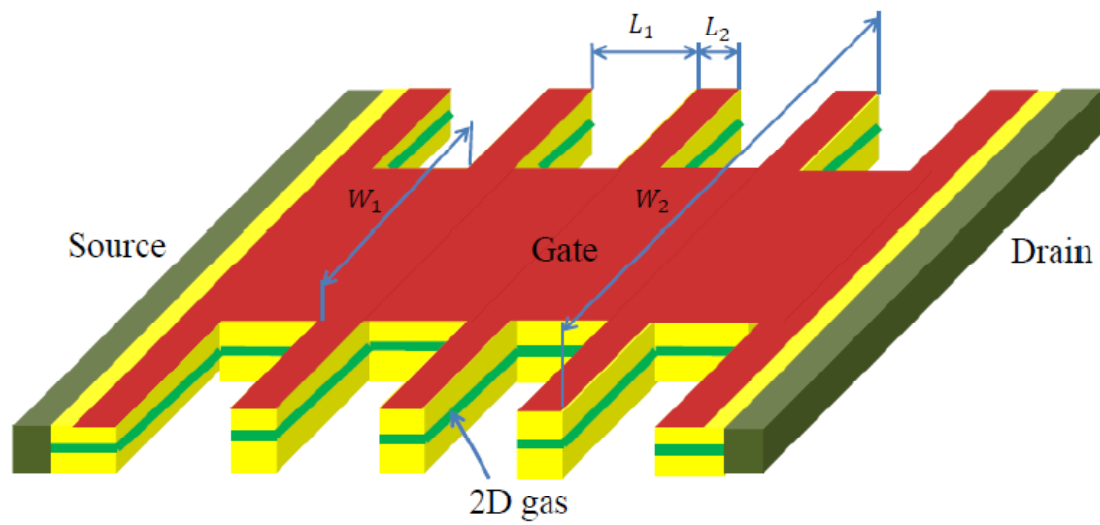 L₁
L₂
W₁
W₂
Source
Gate
Drain
2D gas